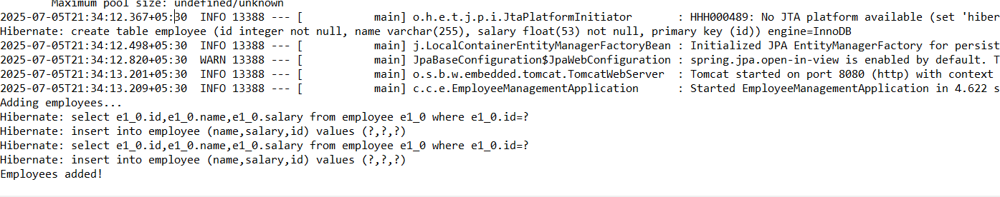 Maximum pool size: undefined/unknown
2025-07-05T21:34:12.367+05:30  INFO 13388 --- [           main] o.h.e.t.j.p.i.JtaPlatformInitiator       : HHH000489: No JTA platform available (set 'hiber
Hibernate: create table employee (id integer not null, name varchar(255), salary float(53) not null, primary key (id)) engine=InnoDB
2025-07-05T21:34:12.498+05:30  INFO 13388 --- [           main] j.LocalContainerEntityManagerFactoryBean : Initialized JPA EntityManagerFactory for persist
2025-07-05T21:34:12.820+05:30  WARN 13388 --- [           main] JpaBaseConfiguration$JpaWebConfiguration : spring.jpa.open-in-view is enabled by default. T
2025-07-05T21:34:13.201+05:30  INFO 13388 --- [           main] o.s.b.w.embedded.tomcat.TomcatWebServer  : Tomcat started on port 8080 (http) with context
2025-07-05T21:34:13.209+05:30  INFO 13388 --- [           main] c.c.e.EmployeeManagementApplication      : Started EmployeeManagementApplication in 4.622 s
Adding employees...
Hibernate: select e1_0.id,e1_0.name,e1_0.salary from employee e1_0 where e1_0.id=?
Hibernate: insert into employee (name,salary,id) values (?,?,?)
Hibernate: select e1_0.id,e1_0.name,e1_0.salary from employee e1_0 where e1_0.id=?
Hibernate: insert into employee (name,salary,id) values (?,?,?)
Employees added!